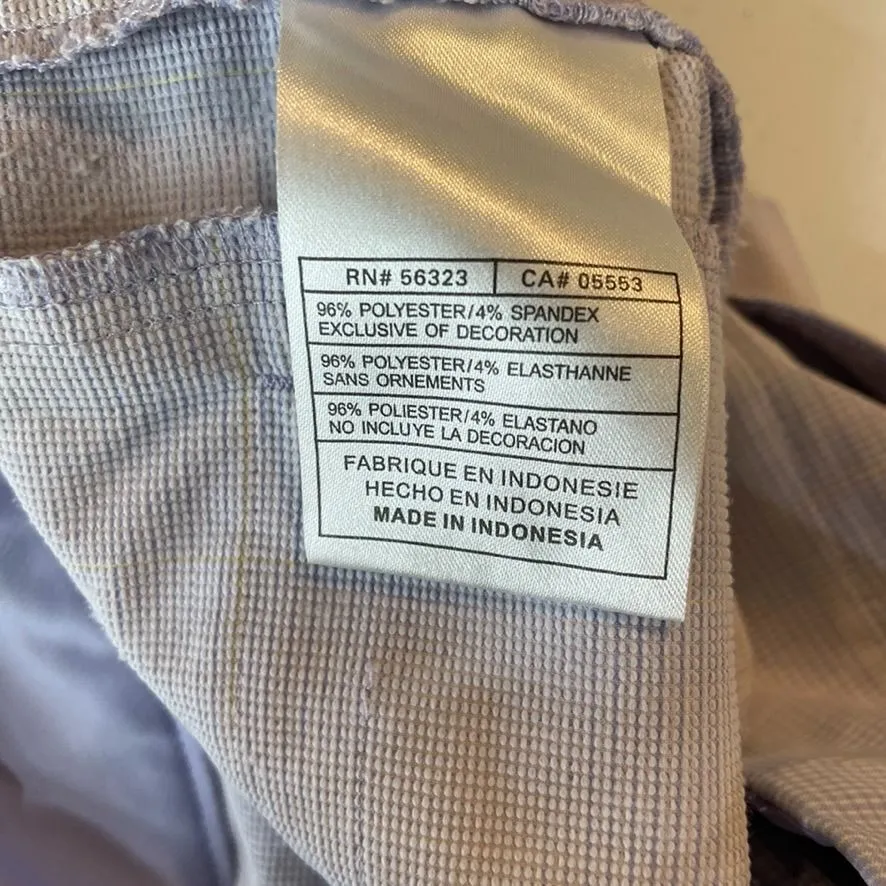 RN# 56323 CA# 05553
96% POLYESTER/4% SPANDEX
EXCLUSIVE OF DECORATION
96% POLYESTER/4% ELASTHANNE
SANS ORNEMENTS
96% POLIESTER/4% ELASTANO
NO INCLUYE LA DECORACION
FABRIQUE EN INDONESIE
HECHO EN INDONESIA
MADE IN INDONESIA